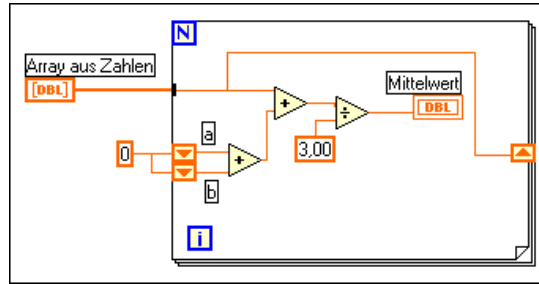 N
Array aus Zahlen
[DBL]
Mittelwert
DBL
+
÷
a
0
+
3,00
b
i